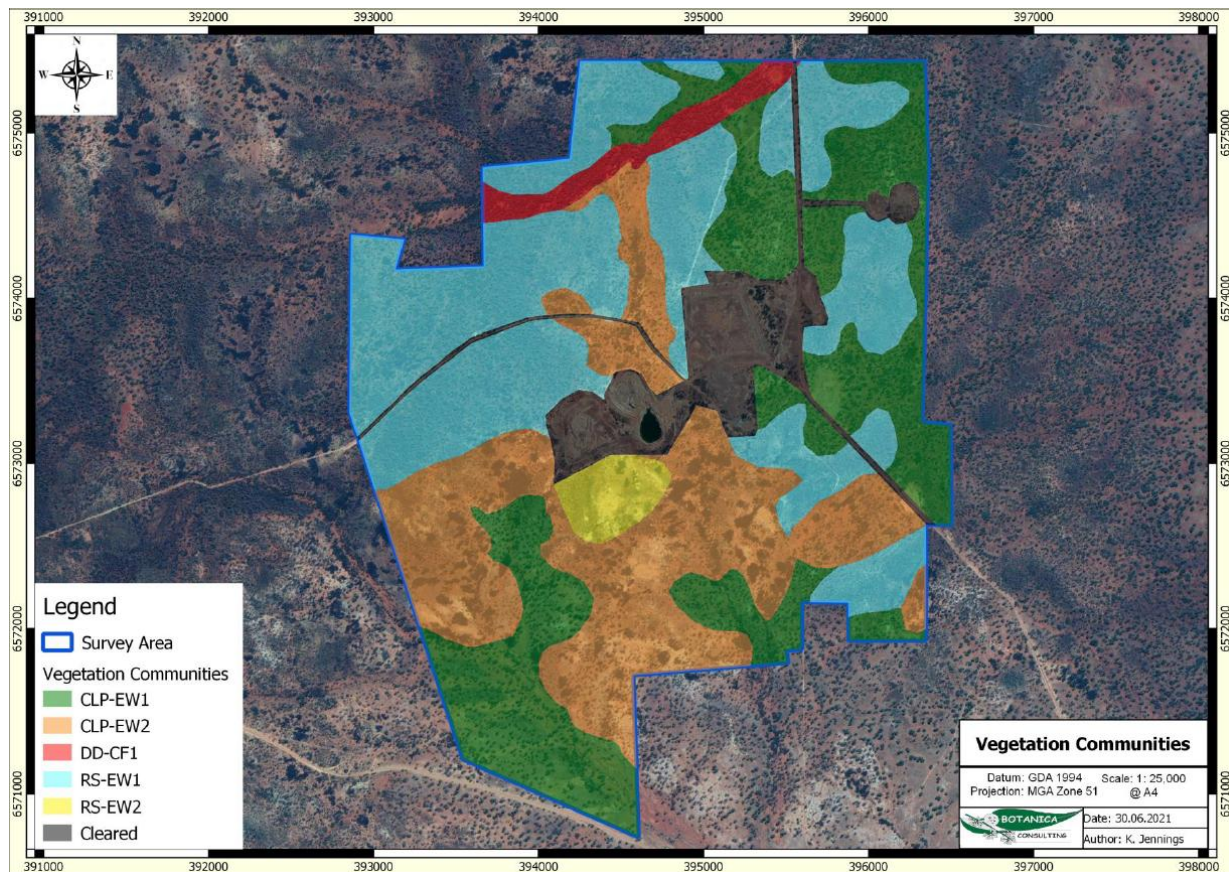 391000 392000 393000 394000 395000 396000 397000 398000
N
W E
S
6575000 6575000
6574000 6574000
6573000 6573000
6572000 6572000
6571000 6571000
Legend
Survey Area
Vegetation Communities
CLP-EW1
CLP-EW2
DD-CF1
RS-EW1
RS-EW2
Cleared
Vegetation Communities
Datum: GDA 1994 Scale: 1: 25,000
Projection: MGA Zone 51 @ A4
BOTANICA
CONSULTING
Date: 30.06.2021
Author: K. Jennings
391000 392000 393000 394000 395000 396000 397000 398000